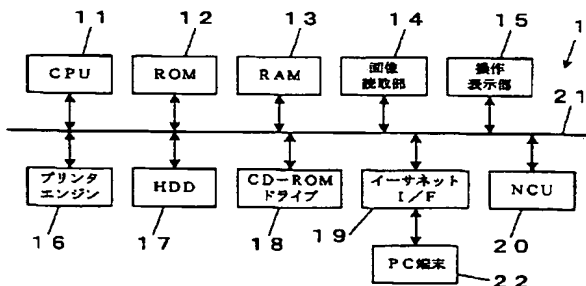 11 12 13 14 15 1
CPU ROM RAM 画像 操作
読取部 表示部
21
プリンタ HDD CD-ROM イーサネット NCU
エンジン ドライブ I/F
16 17 18 19 20
PC端末
22